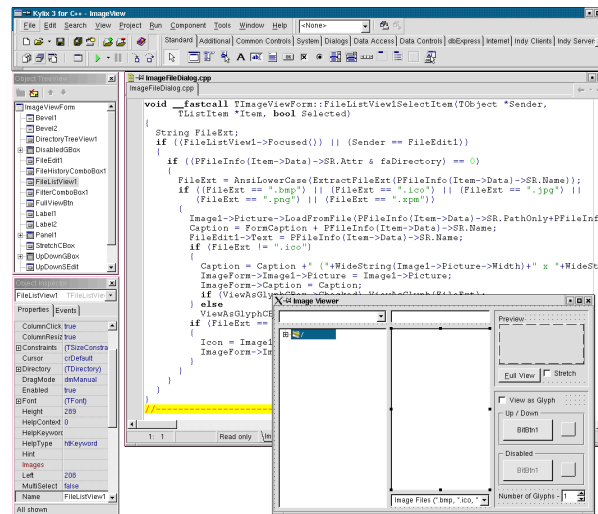 Kylix 3 for C++ - ImageView
File Edit Search View Project Run Component Tools Window Help <None>
Standard Additional Common Controls System Dialogs Data Access Data Controls dbExpress Internet Indy Clients Indy Server
Object TreeView
ImageViewForm
Bevel1
Bevel2
DirectoryTreeView1
DisabledGBox
FileEdit1
FileHistoryComboBox1
FileListView1
FilterComboBox1
FullViewBtn
Label1
Label2
Panel1
StretchCBox
UpDownGBox
UpDownSEdit
Object Inspector
FileListView1 TFileListView
Properties Events
ColumnClick true
ColumnResiz true
Constraints (TSizeConstra
Cursor crDefault
Directory (TDirectory)
DragMode dmManual
Enabled true
Font (TFont)
Height 289
HelpContext 0
HelpKeyword
HelpType htKeyword
Hint
Images
Left 208
MultiSelect false
Name FileListView1
All shown
ImageFileDialog.cpp
ImageFileDialog.cpp
void __fastcall TImageViewForm::FileListView1SelectItem(TObject *Sender,
TListItem *Item, bool Selected)
{
String FileExt;
if ((FileListView1->Focused()) || (Sender == FileEdit1))
{
if ((PFileInfo(Item->Data)->SR.Attr & faDirectory) == 0)
{
FileExt = AnsiLowerCase(ExtractFileExt(PFileInfo(Item->Data)->SR.Name));
if ((FileExt == ".bmp") || (FileExt == ".ico") || (FileExt == ".jpg") ||
(FileExt == ".png") || (FileExt == ".xpm"))
{
Image1->Picture->LoadFromFile(PFileInfo(Item->Data)->SR.PathOnly+PFileInf
Caption = FormCaption + PFileInfo(Item->Data)->SR.Name;
FileEdit1->Text = PFileInfo(Item->Data)->SR.Name;
if (FileExt != ".ico")
{
Caption = Caption +" ("+WideString(Image1->Picture->Width)+" x "+WideSt
ImageForm->Image1->Picture = Image1->Picture;
ImageForm->Caption = Caption;
if (ViewAsGlyphCBox->Checked) ViewAsGlyph(FileExt);
} else
ViewAsGlyphCB
if (FileExt ==
{
Icon = Image1
ImageForm->Im
}
}
}
}
}
//
1: 1 Read only \Im
Image Viewer
/
Preview
Full View Stretch
View as Glyph
Up / Down
BitBtn1
Disabled
BitBtn1
Number of Glyphs - 1
Image Files (*.bmp, *.ico, *